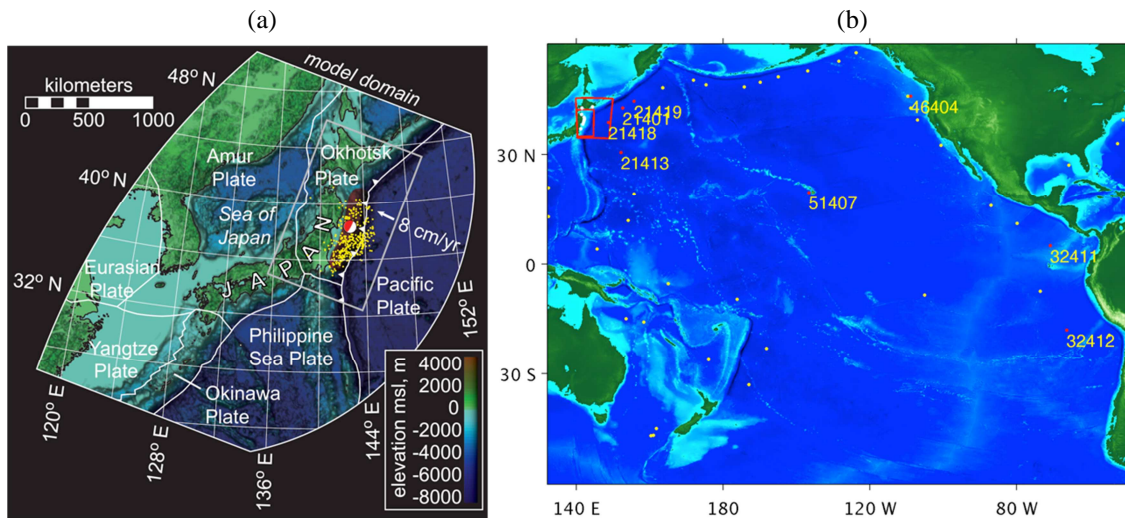 (a)
(b)
kilometers
0 500 1000
model domain
48° N
40° N
32° N
Amur
Plate
Okhotsk
Plate
Sea of
Japan
8 cm/yr
JAPAN
Eurasian
Plate
Pacific
Plate
Philippine
Sea Plate
Yangtze
Plate
Okinawa
Plate
120° E
128° E
136° E
144° E
152° E
elevation msl, m
4000
2000
0
-2000
-4000
-6000
-8000
30 N
0
30 S
140 E
180
120 W
80 W
21419
21401
21418
21413
51407
46404
32411
32412